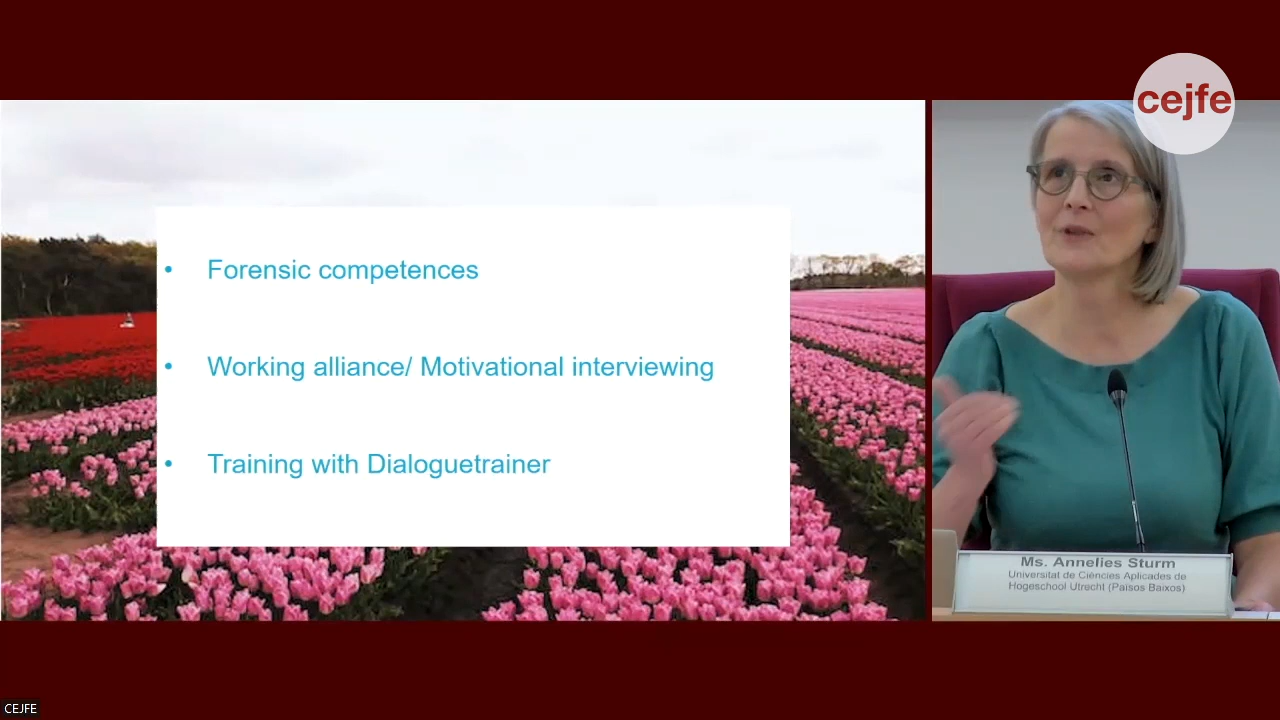 cejfe
• Forensic competences
• Working alliance/ Motivational interviewing
• Training with Dialoguetrainer
Ms. Annelies Sturm
Universitat de Ciències Aplicades de
Hogeschool Utrecht (Països Baixos)
CEJFE